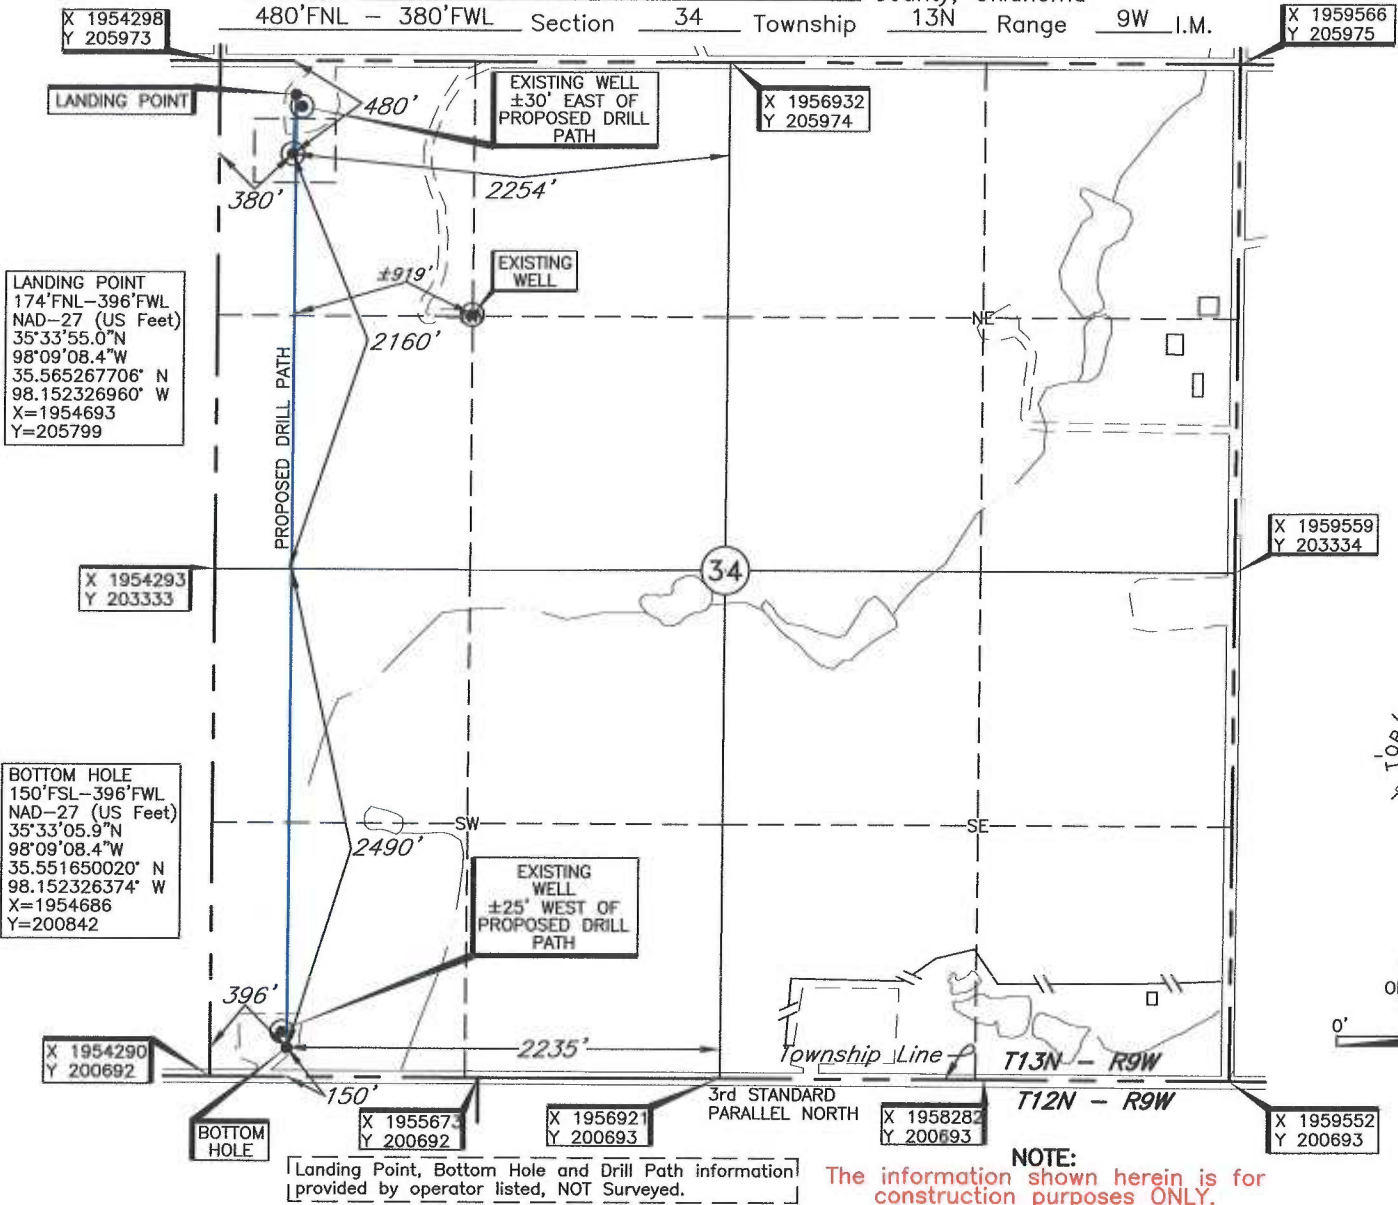 County, Oklahoma
480'FNL – 380'FWL Section 34 Township 13N Range 9W I.M.
X 1954298
Y 205973
X 1959566
Y 205975
LANDING POINT
480'
EXISTING WELL
±30' EAST OF
PROPOSED DRILL
PATH
X 1956932
Y 205974
380'
2254'
LANDING POINT
174'FNL–396'FWL
NAD–27 (US Feet)
35°33'55.0"N
98°09'08.4"W
35.565267706° N
98.152326960° W
X=1954693
Y=205799
±919'
EXISTING
WELL
2160'
NE
PROPOSED DRILL PATH
X 1954293
Y 203333
34
X 1959559
Y 203334
BOTTOM HOLE
150'FSL–396'FWL
NAD–27 (US Feet)
35°33'05.9"N
98°09'08.4"W
35.551650020° N
98.152326374° W
X=1954686
Y=200842
SW
SE
2490'
EXISTING
WELL
±25' WEST OF
PROPOSED DRILL
PATH
396'
0'
X 1954290
Y 200692
2235'
Township Line
T13N – R9W
150'
3rd STANDARD
PARALLEL NORTH
T12N – R9W
BOTTOM
HOLE
X 1955673
Y 200692
X 1956921
Y 200693
X 1958282
Y 200693
X 1959552
Y 200693
Landing Point, Bottom Hole and Drill Path information
provided by operator listed, NOT Surveyed.
NOTE:
The information shown herein is for
construction purposes ONLY.